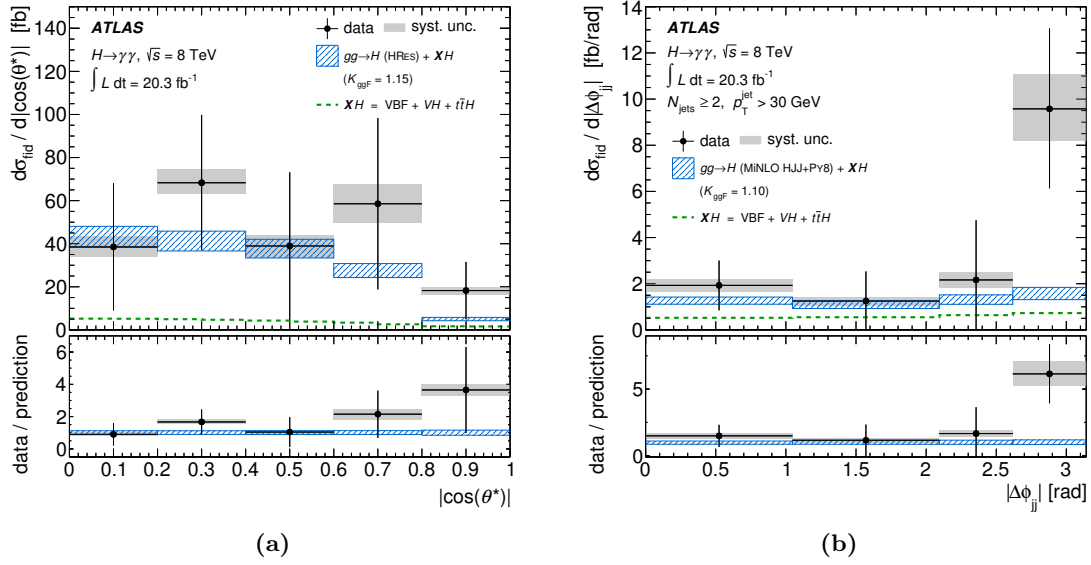 ATLAS
data
syst. unc.
H→γγ, √s = 8 TeV
∫ L dt = 20.3 fb⁻¹
gg→H (HRES) + XH
(K_ggF = 1.15)
XH = VBF + VH + tt̄H
dσ_fid / d|cos(θ*)| [fb]
140
120
100
80
60
40
20
0
data / prediction
6
4
2
0
0 0.1 0.2 0.3 0.4 0.5 0.6 0.7 0.8 0.9 1
|cos(θ*)|
(a)
ATLAS
H→γγ, √s = 8 TeV
∫ L dt = 20.3 fb⁻¹
N_jets ≥ 2, p_T^jet > 30 GeV
data
syst. unc.
gg→H (MiNLO HJJ+PY8) + XH
(K_ggF = 1.10)
XH = VBF + VH + tt̄H
dσ_fid / d|Δϕ_jj| [fb/rad]
14
12
10
8
6
4
2
0
data / prediction
5
0
0 0.5 1 1.5 2 2.5 3
|Δϕ_jj| [rad]
(b)